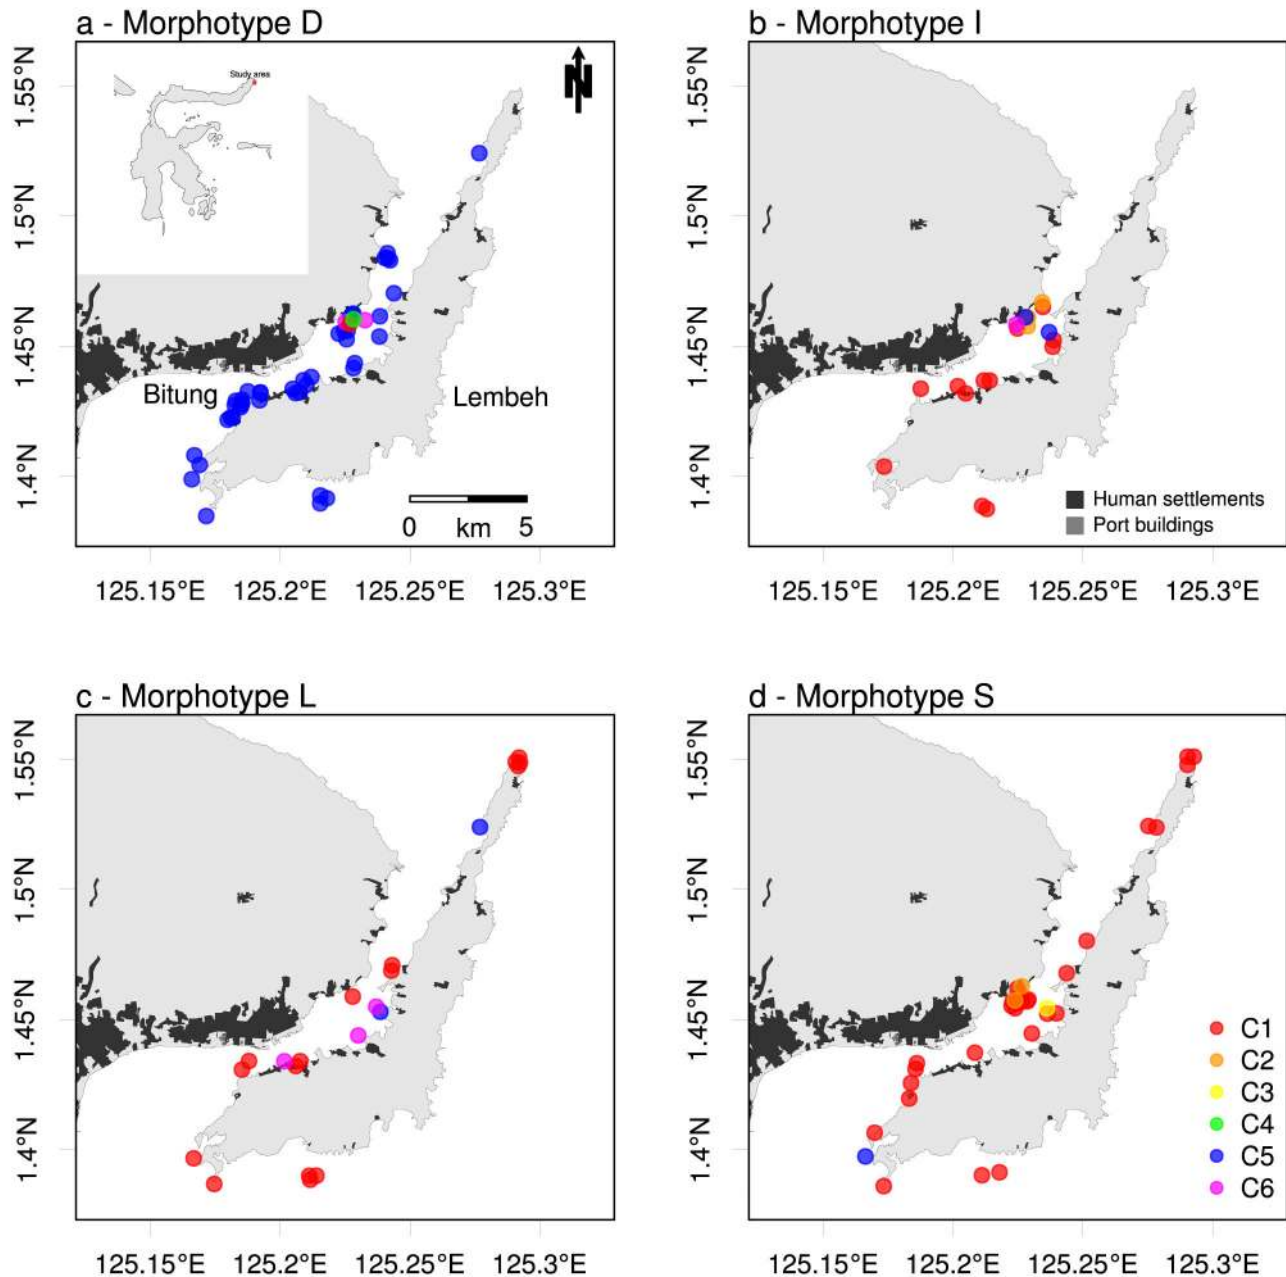 a - Morphotype D
b - Morphotype I
Study area
N
1.55°N
1.5°N
1.45°N
1.4°N
Bitung
Lembeh
0 km 5
125.15°E 125.2°E 125.25°E 125.3°E
1.55°N
1.5°N
1.45°N
1.4°N
Human settlements
Port buildings
125.15°E 125.2°E 125.25°E 125.3°E
c - Morphotype L
d - Morphotype S
1.55°N
1.5°N
1.45°N
1.4°N
125.15°E 125.2°E 125.25°E 125.3°E
1.55°N
1.5°N
1.45°N
1.4°N
C1
C2
C3
C4
C5
C6
125.15°E 125.2°E 125.25°E 125.3°E